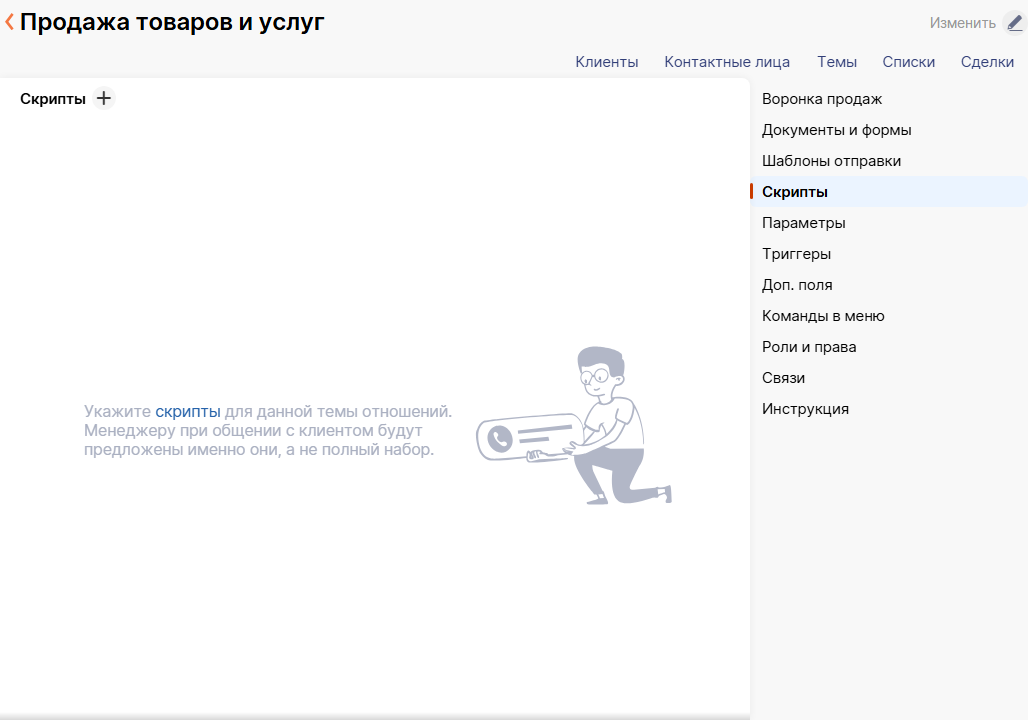 Продажа товаров и услуг
Изменить
Клиенты Контактные лица Темы Списки Сделки
Скрипты
Укажите скрипты для данной темы отношений.
Менеджеру при общении с клиентом будут
предложены именно они, а не полный набор.
Воронка продаж
Документы и формы
Шаблоны отправки
Скрипты
Параметры
Триггеры
Доп. поля
Команды в меню
Роли и права
Связи
Инструкция